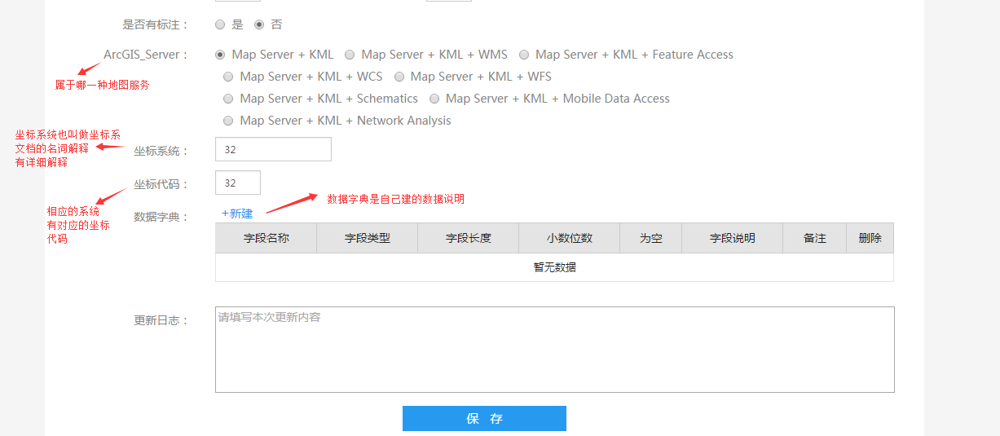 是否有标注： 是 否
ArcGIS_Server： Map Server + KML Map Server + KML + WMS Map Server + KML + Feature Access
属于哪一种地图服务
Map Server + KML + WCS Map Server + KML + WFS
Map Server + KML + Schematics Map Server + KML + Mobile Data Access
Map Server + KML + Network Analysis
坐标系统也叫做坐标系
文档的名词解释
有详细解释
坐标系统： 32
坐标代码： 32
相应的系统
有对应的坐标
代码
数据字典： +新建
数据字典是自己建的数据说明
字段名称 字段类型 字段长度 小数位数 为空 字段说明 备注 删除
暂无数据
更新日志： 请填写本次更新内容
保 存